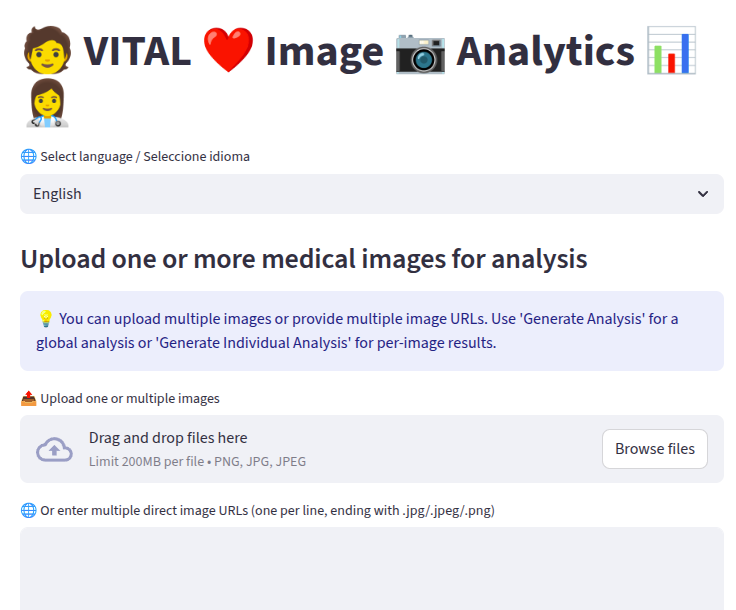 🧑 VITAL ❤️ Image 📷 Analytics 📊
👩‍⚕️
🌐 Select language / Seleccione idioma
English
Upload one or more medical images for analysis
💡 You can upload multiple images or provide multiple image URLs. Use 'Generate Analysis' for a
global analysis or 'Generate Individual Analysis' for per-image results.
📤 Upload one or multiple images
Drag and drop files here
Limit 200MB per file • PNG, JPG, JPEG
Browse files
🌐 Or enter multiple direct image URLs (one per line, ending with .jpg/.jpeg/.png)